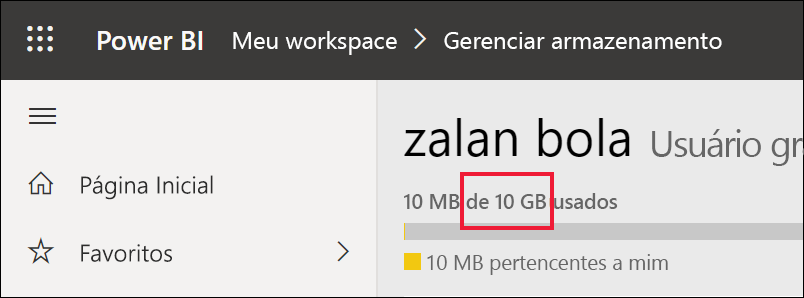 Power BI Meu workspace > Gerenciar armazenamento
zalan bola Usuário
10 MB de 10 GB usados
10 MB pertencentes a mim
Página Inicial
Favoritos